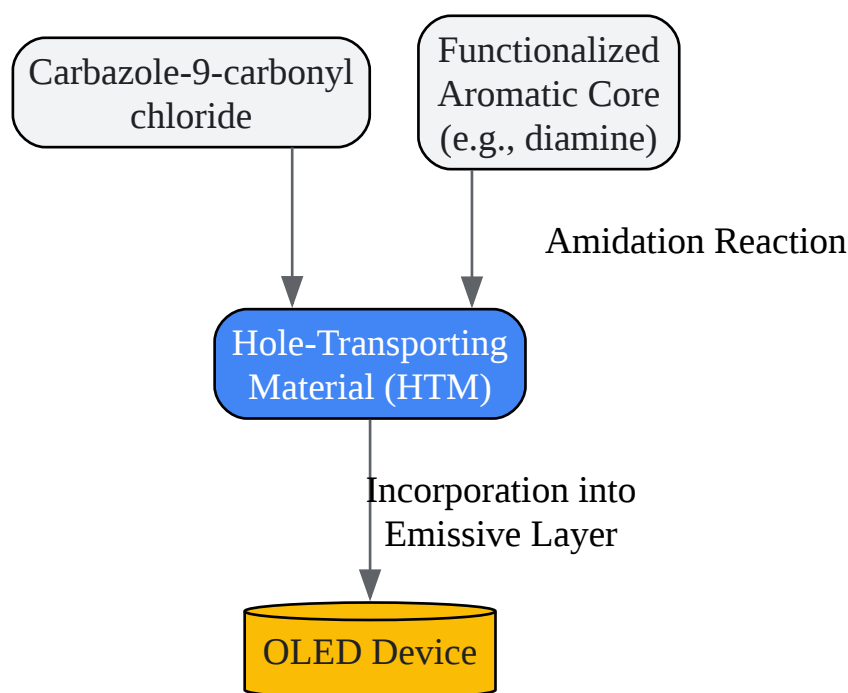 Carbazole-9-carbonyl
chloride
Functionalized
Aromatic Core
(e.g., diamine)
Amidation Reaction
Hole-Transporting
Material (HTM)
Incorporation into
Emissive Layer
OLED Device